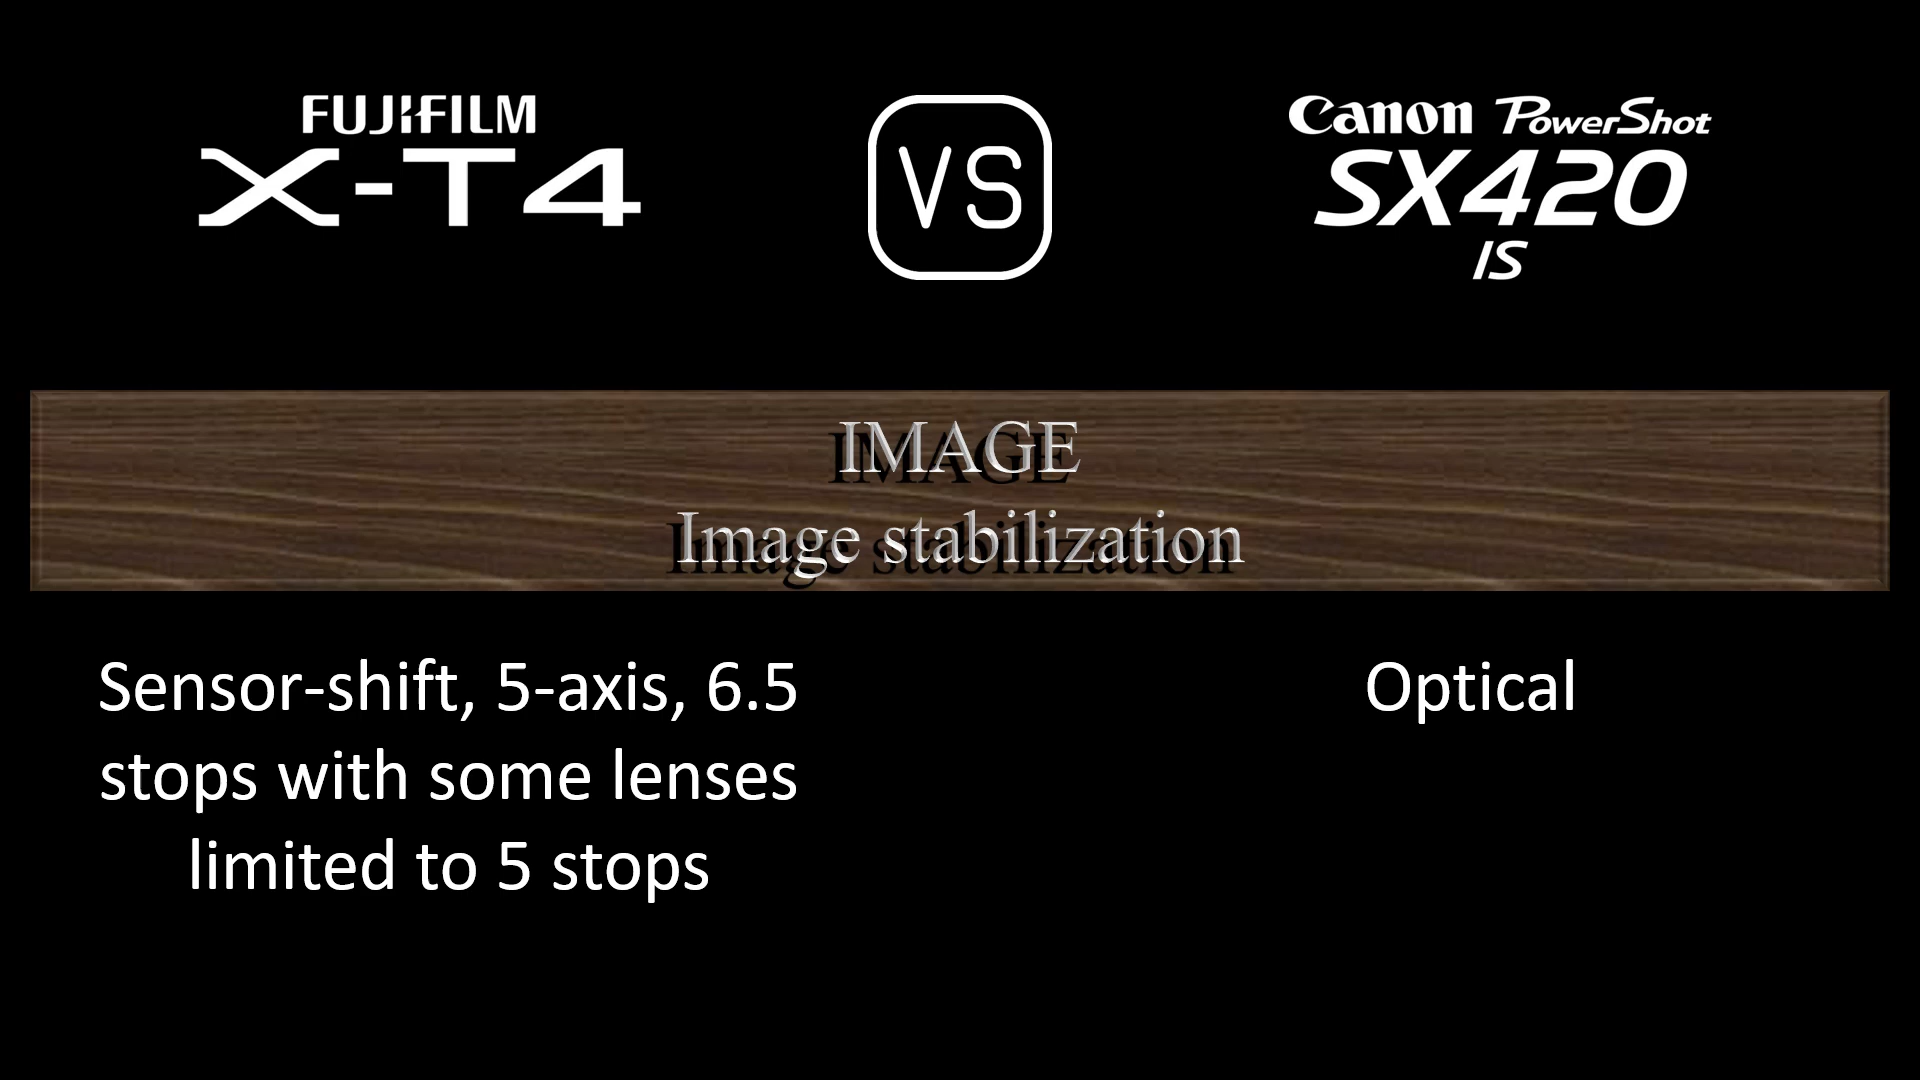 FUJIFILM
X-T4
VS
Canon PowerShot
SX420
IS
IMAGE
Image stabilization
Sensor-shift, 5-axis, 6.5
stops with some lenses
limited to 5 stops
Optical